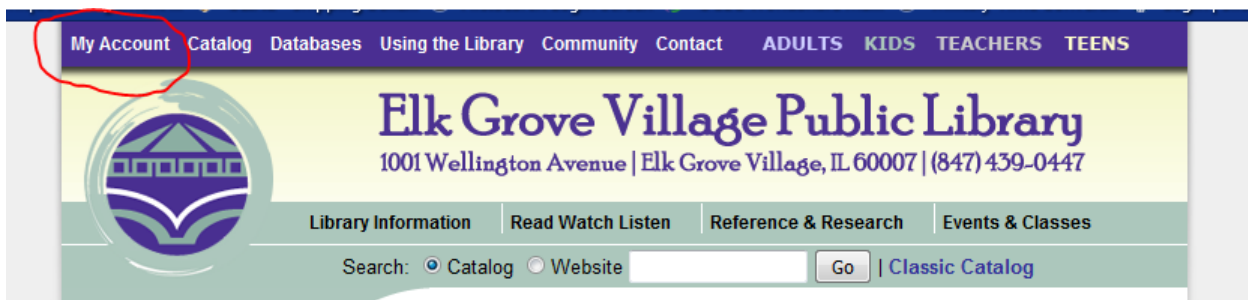 My Account Catalog Databases Using the Library Community Contact ADULTS KIDS TEACHERS TEENS
Elk Grove Village Public Library
1001 Wellington Avenue | Elk Grove Village, IL 60007 | (847) 439-0447
Library Information Read Watch Listen Reference & Research Events & Classes
Search: Catalog Website Go | Classic Catalog